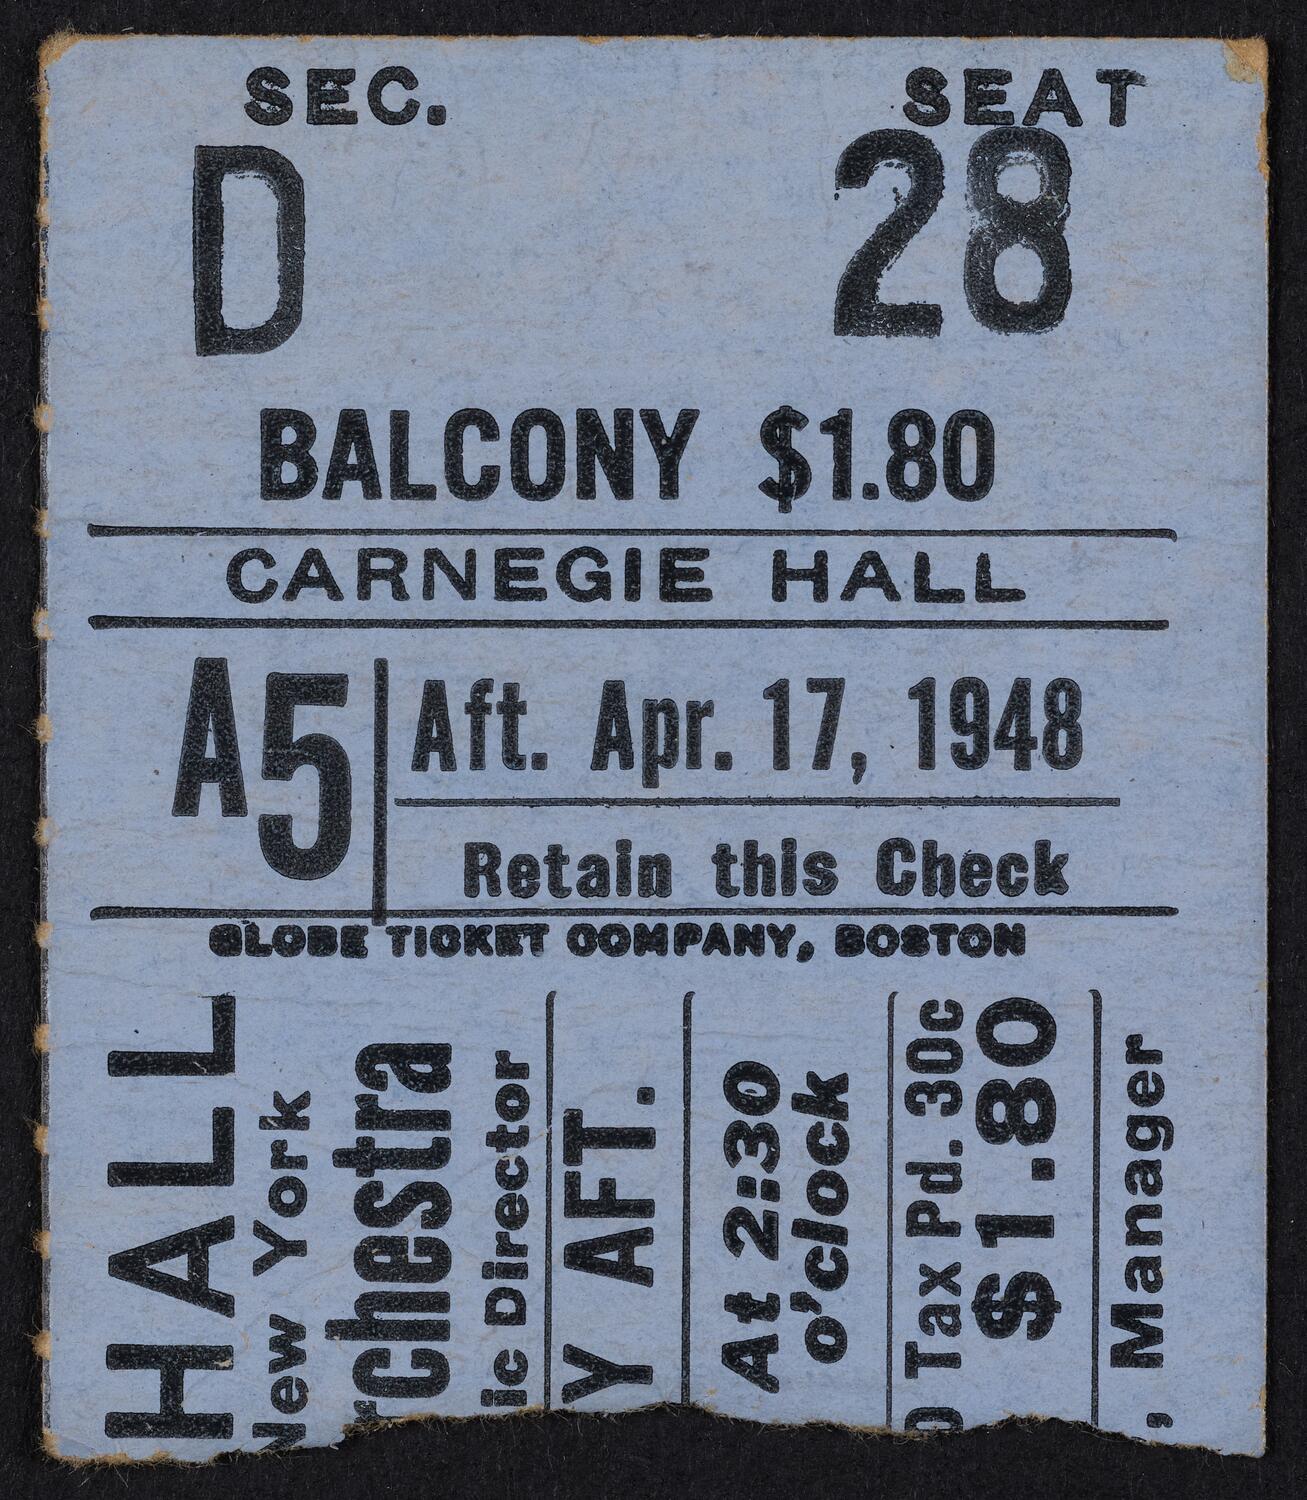 SEC. SEAT
D 28
BALCONY $1.80
CARNEGIE HALL
A5
Aft. Apr. 17, 1948
Retain this Check
GLOBE TICKET COMPANY, BOSTON
HALL
New York
rchestra
ic Director
Y AFT.
At 2:30
o'clock
D Tax Pd. 30c
$1.80
, Manager